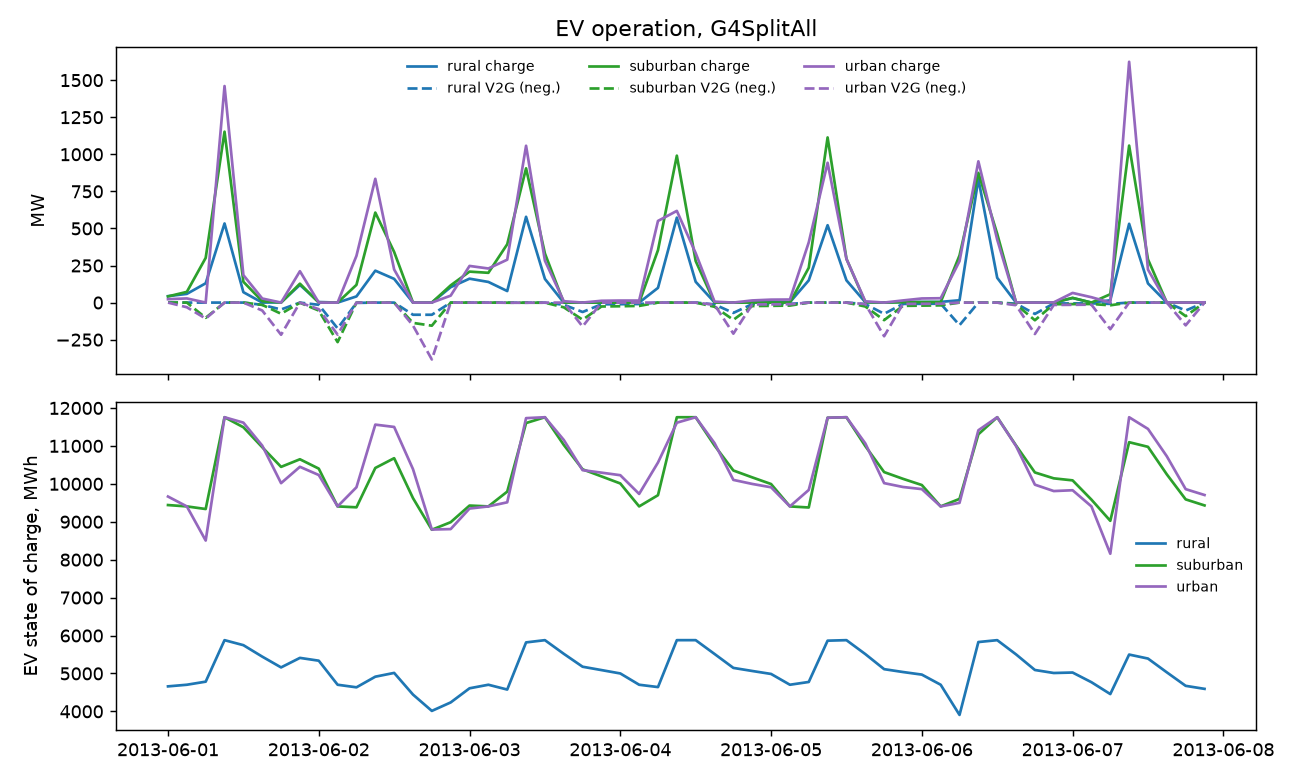 EV operation, G4SplitAll
rural charge
rural V2G (neg.)
suburban charge
suburban V2G (neg.)
urban charge
urban V2G (neg.)
MW
1500
1250
1000
750
500
250
0
−250
EV state of charge, MWh
12000
11000
10000
9000
8000
7000
6000
5000
4000
rural
suburban
urban
2013-06-01
2013-06-02
2013-06-03
2013-06-04
2013-06-05
2013-06-06
2013-06-07
2013-06-08